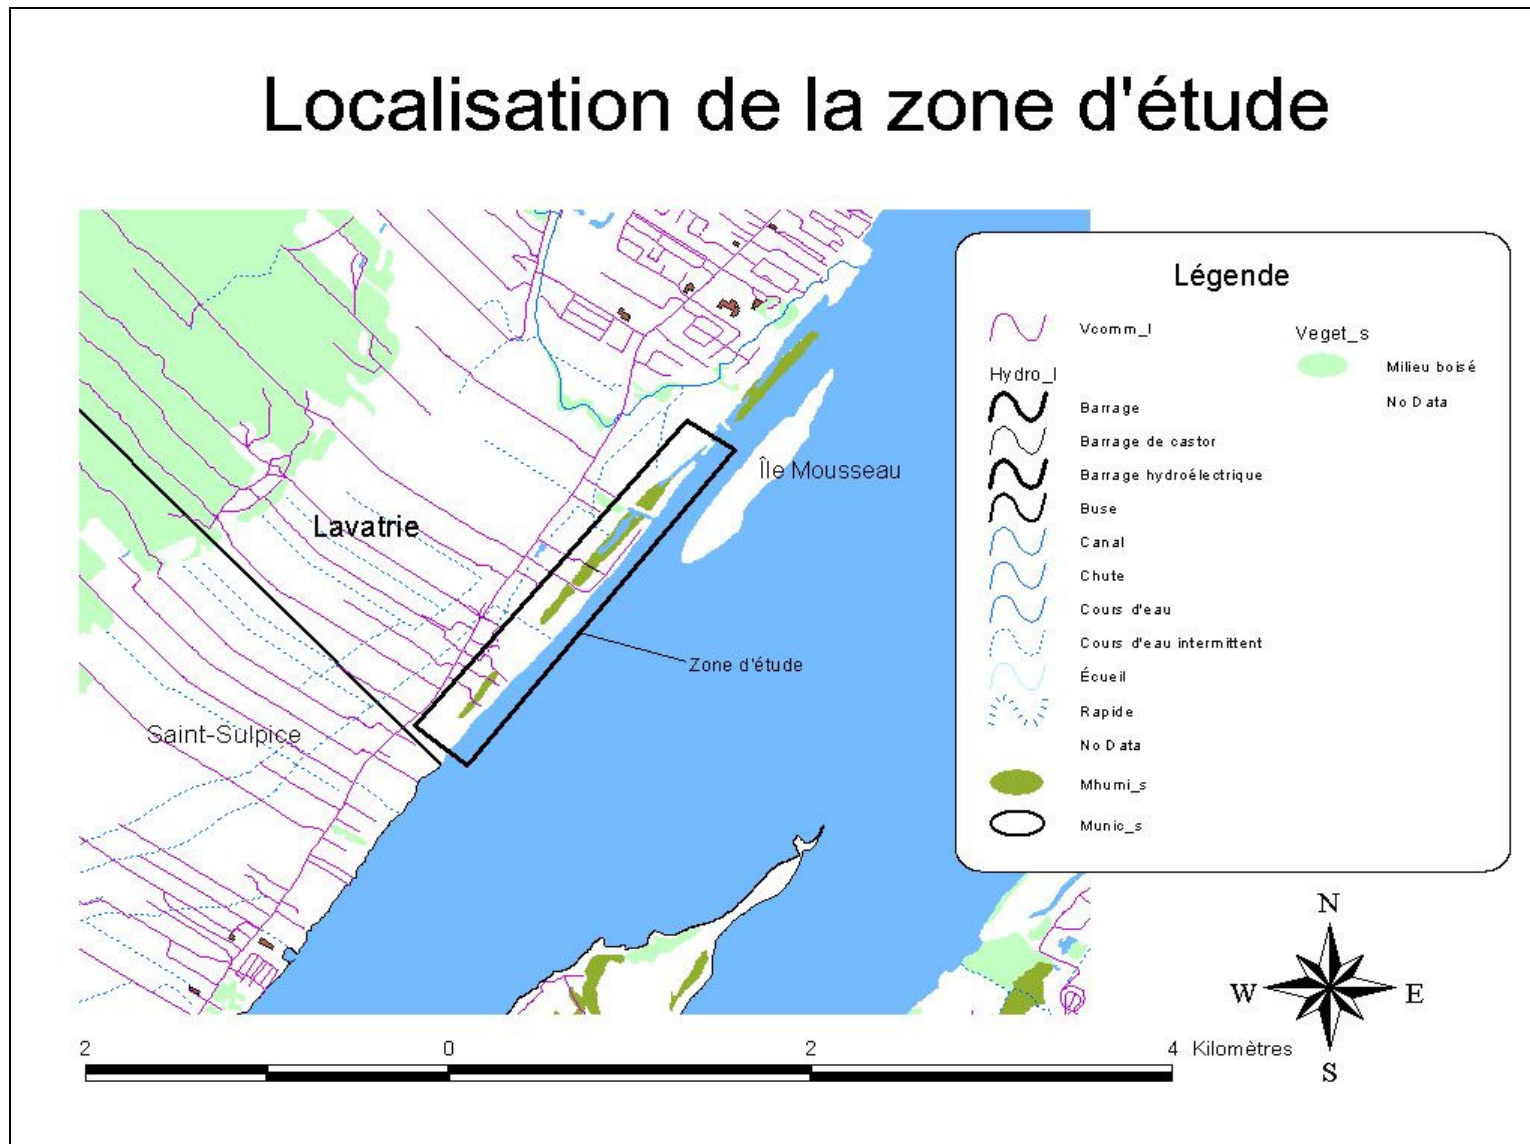 Localisation de la zone d'étude
Légende
Vcomm_l
Hydro_l
Barrage
Barrage de castor
Barrage hydroélectrique
Buse
Canal
Chute
Cours d'eau
Cours d'eau intermittent
Écueil
Rapide
No Data
Mhumi_s
Munic_s
Veget_s
Milieu boisé
No Data
Île Mousseau
Lavatrie
Zone d'étude
Saint-Sulpice
N
W
E
S
2
0
2
4 Kilomètres